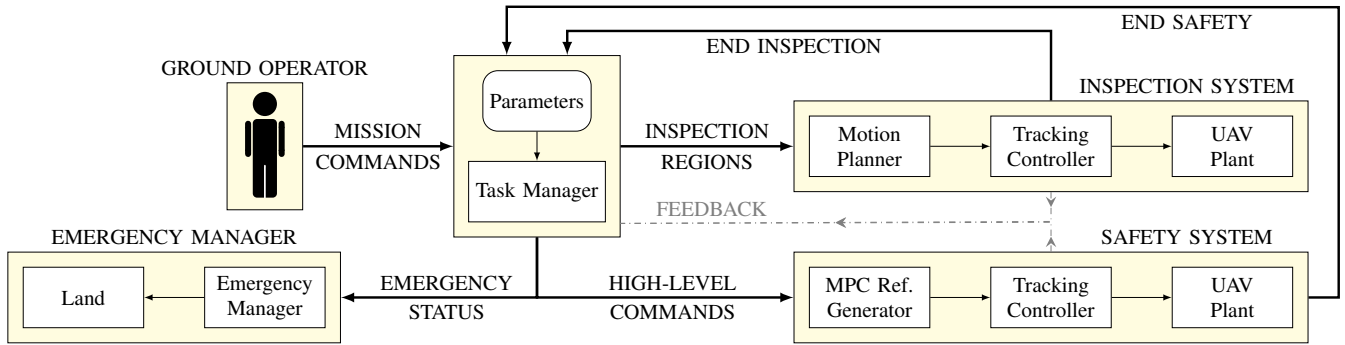 END SAFETY
END INSPECTION
GROUND OPERATOR
INSPECTION SYSTEM
Parameters
MISSION
COMMANDS
INSPECTION
REGIONS
Motion
Planner
Tracking
Controller
UAV
Plant
Task Manager
FEEDBACK
EMERGENCY MANAGER
SAFETY SYSTEM
Land
Emergency
Manager
EMERGENCY
STATUS
HIGH-LEVEL
COMMANDS
MPC Ref.
Generator
Tracking
Controller
UAV
Plant